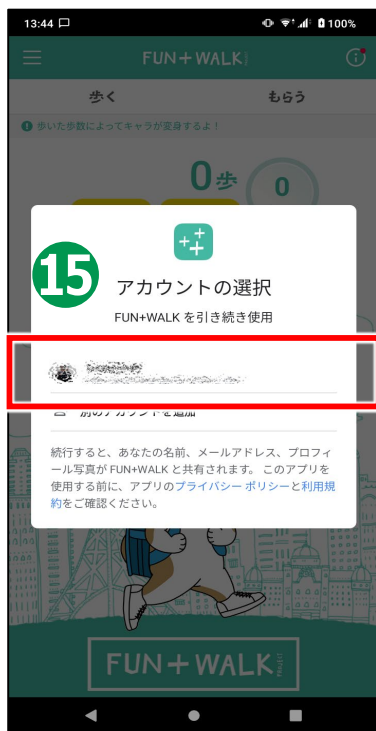 13:44 100%
FUN+WALK PROJECT
歩く もらう
歩いた歩数によってキャラが変身するよ！
0歩 0
15
アカウントの選択
FUN+WALK を引き続き使用
別のアカウントを追加
続行すると、あなたの名前、メールアドレス、プロフィ
ール写真が FUN+WALK と共有されます。 このアプリを
使用する前に、アプリのプライバシー ポリシーと利用規
約をご確認ください。
FUN+WALK PROJECT